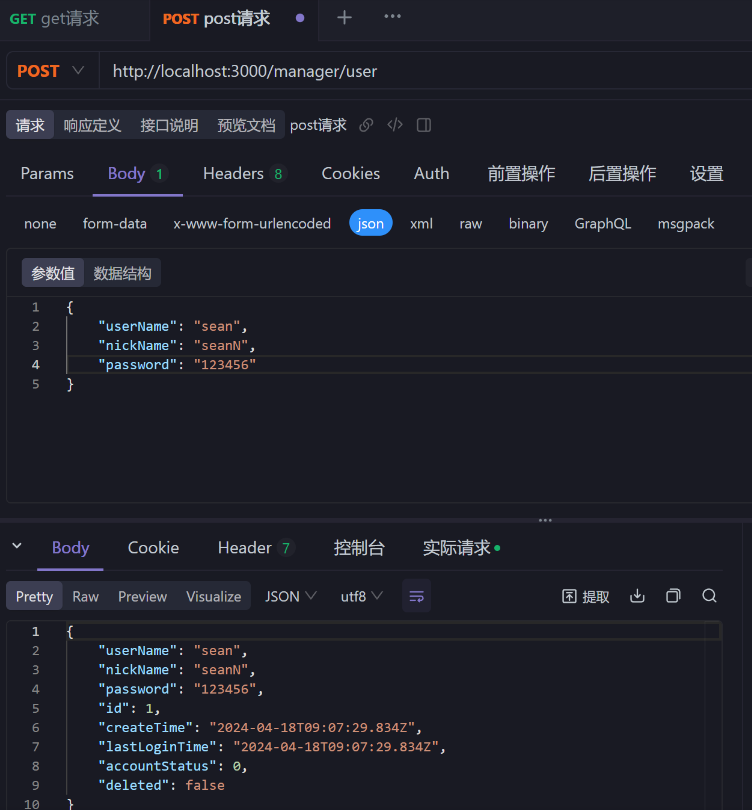 GET get请求 POST post请求
POST http://localhost:3000/manager/user
请求 响应定义 接口说明 预览文档 post请求
Params Body 1 Headers 8 Cookies Auth 前置操作 后置操作 设置
none form-data x-www-form-urlencoded json xml raw binary GraphQL msgpack
参数值 数据结构
1 {
2 "userName": "sean",
3 "nickName": "seanN",
4 "password": "123456"
5 }
Body Cookie Header 7 控制台 实际请求
Pretty Raw Preview Visualize JSON utf8 提取
1 {
2 "userName": "sean",
3 "nickName": "seanN",
4 "password": "123456",
5 "id": 1,
6 "createTime": "2024-04-18T09:07:29.834Z",
7 "lastLoginTime": "2024-04-18T09:07:29.834Z",
8 "accountStatus": 0,
9 "deleted": false
10 }